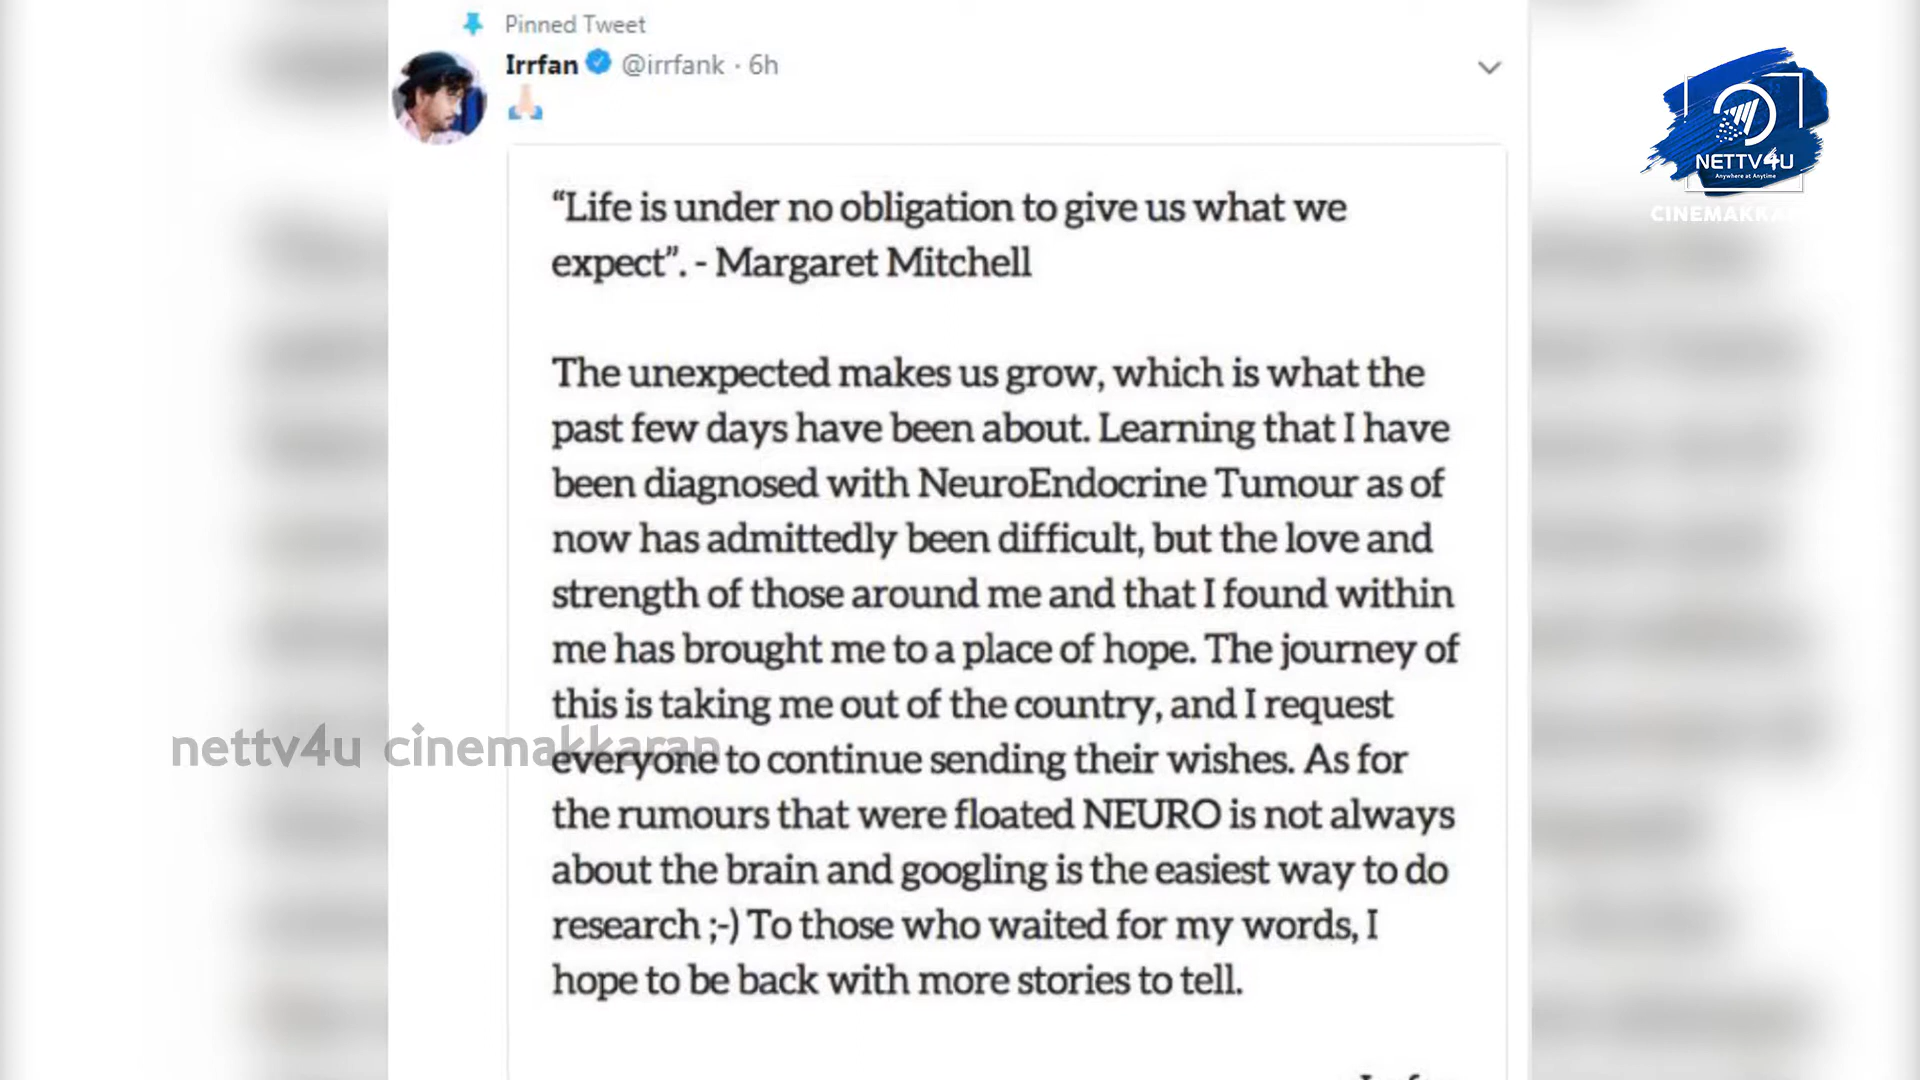 Pinned Tweet
Irrfan @irrfank · 6h
“Life is under no obligation to give us what we
expect”. - Margaret Mitchell
The unexpected makes us grow, which is what the
past few days have been about. Learning that I have
been diagnosed with NeuroEndocrine Tumour as of
now has admittedly been difficult, but the love and
strength of those around me and that I found within
me has brought me to a place of hope. The journey of
this is taking me out of the country, and I request
everyone to continue sending their wishes. As for
the rumours that were floated NEURO is not always
about the brain and googling is the easiest way to do
research ;-) To those who waited for my words, I
hope to be back with more stories to tell.
nettv4u cinemakkaran
NETTV4U
Anywhere at Anytime